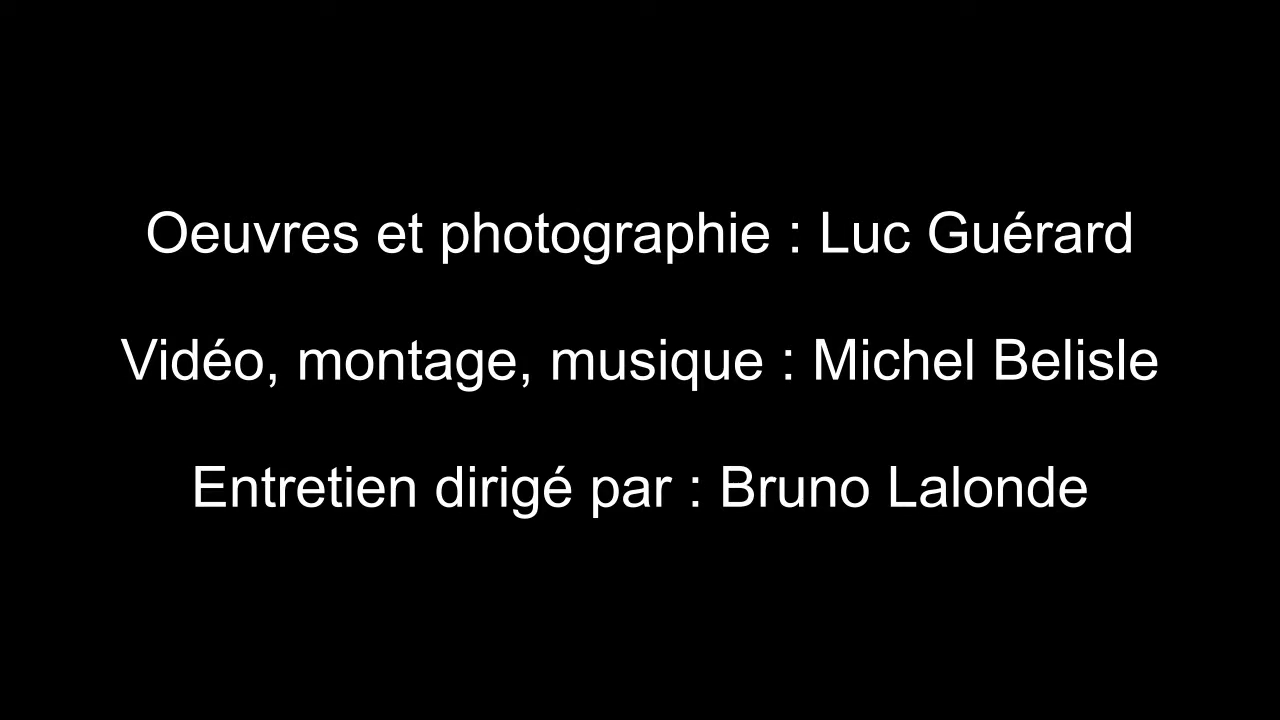 Oeuvres et photographie : Luc Guérard
Vidéo, montage, musique : Michel Belisle
Entretien dirigé par : Bruno Lalonde